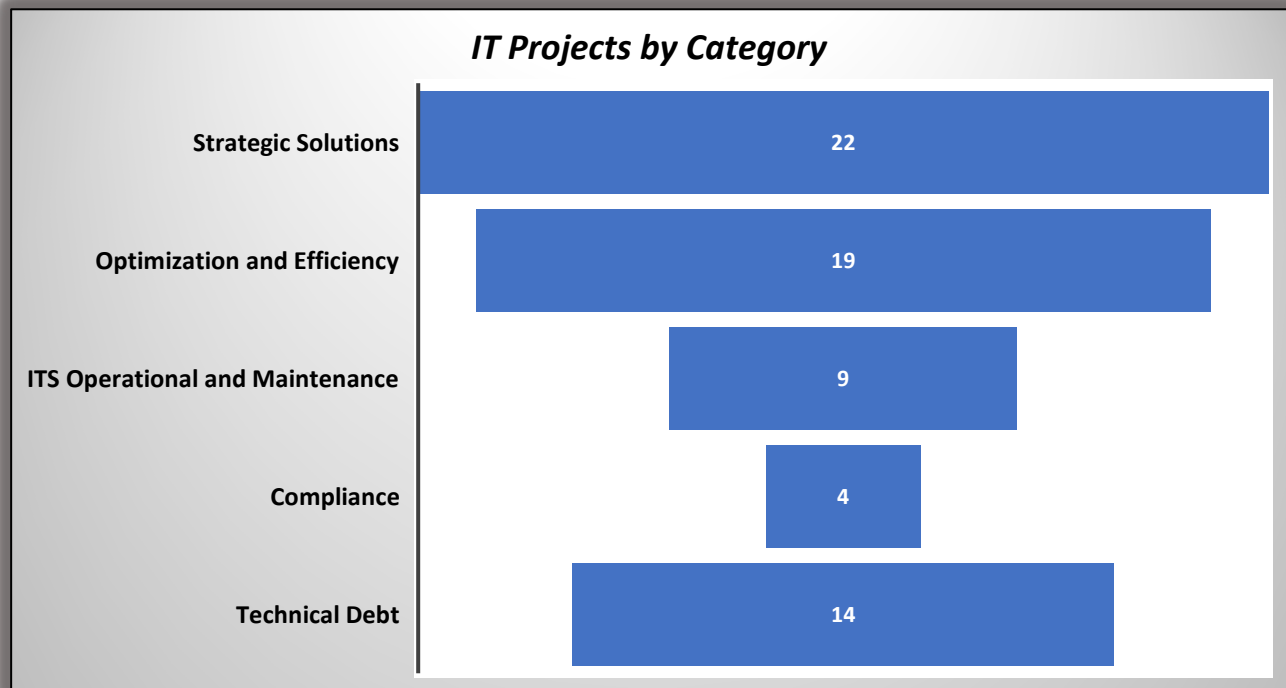 IT Projects by Category
Strategic Solutions 22
Optimization and Efficiency 19
ITS Operational and Maintenance 9
Compliance 4
Technical Debt 14